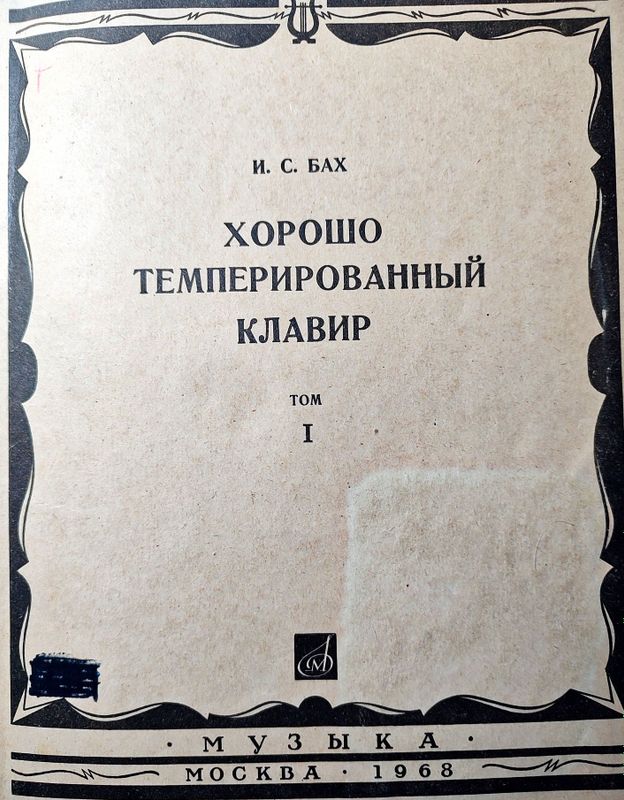 И. С. БАХ
ХОРОШО
ТЕМПЕРИРОВАННЫЙ
КЛАВИР
ТОМ
I
М
· МУЗЫКА ·
МОСКВА · 1968